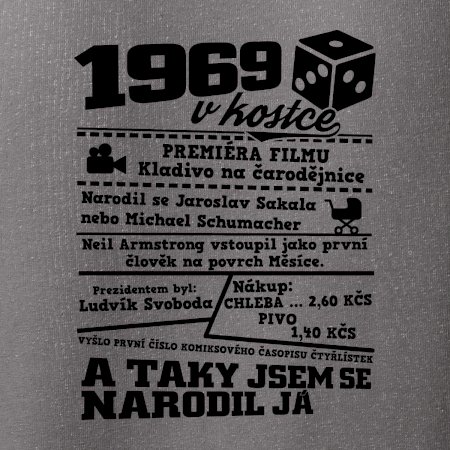 1969
v kostce
PREMIÉRA FILMU
Kladivo na čarodějnice
Narodil se Jaroslav Sakala
nebo Michael Schumacher
Neil Armstrong vstoupil jako první
člověk na povrch Měsíce.
Prezidentem byl:
Ludvík Svoboda
Nákup:
CHLEBA ... 2,60 KČS
PIVO
1,40 KČS
VYŠLO PRVNÍ ČÍSLO KOMIKSOVÉHO ČASOPISU ČTYŘLÍSTEK
A TAKY JSEM SE
NARODIL JÁ